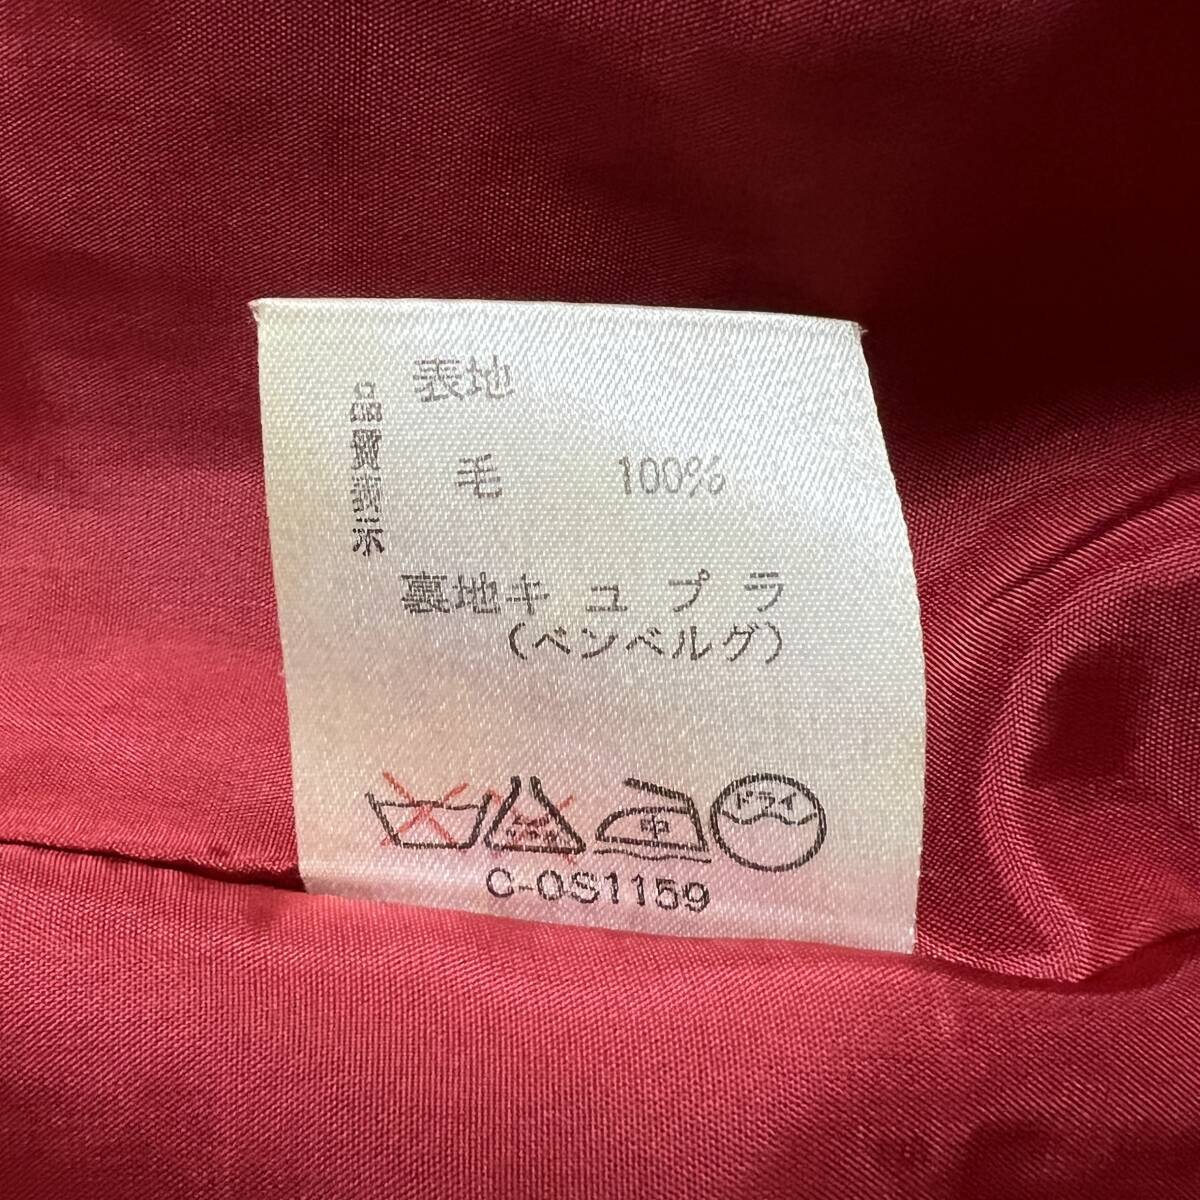 品質表示
表地
毛 100%
裏地キュプラ
(ベンベルグ)
中
ドライ
C-OS1159